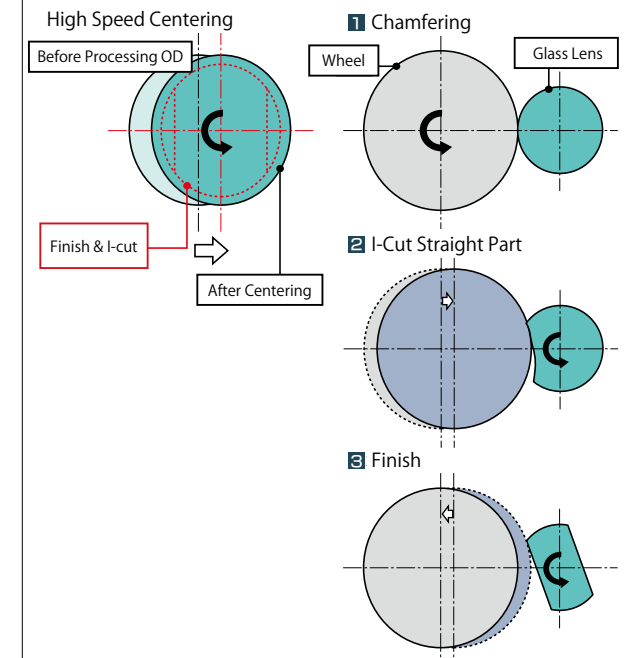 High Speed Centering
Before Processing OD
Finish & I-cut
After Centering
1 Chamfering
Wheel
Glass Lens
2 I-Cut Straight Part
3 Finish